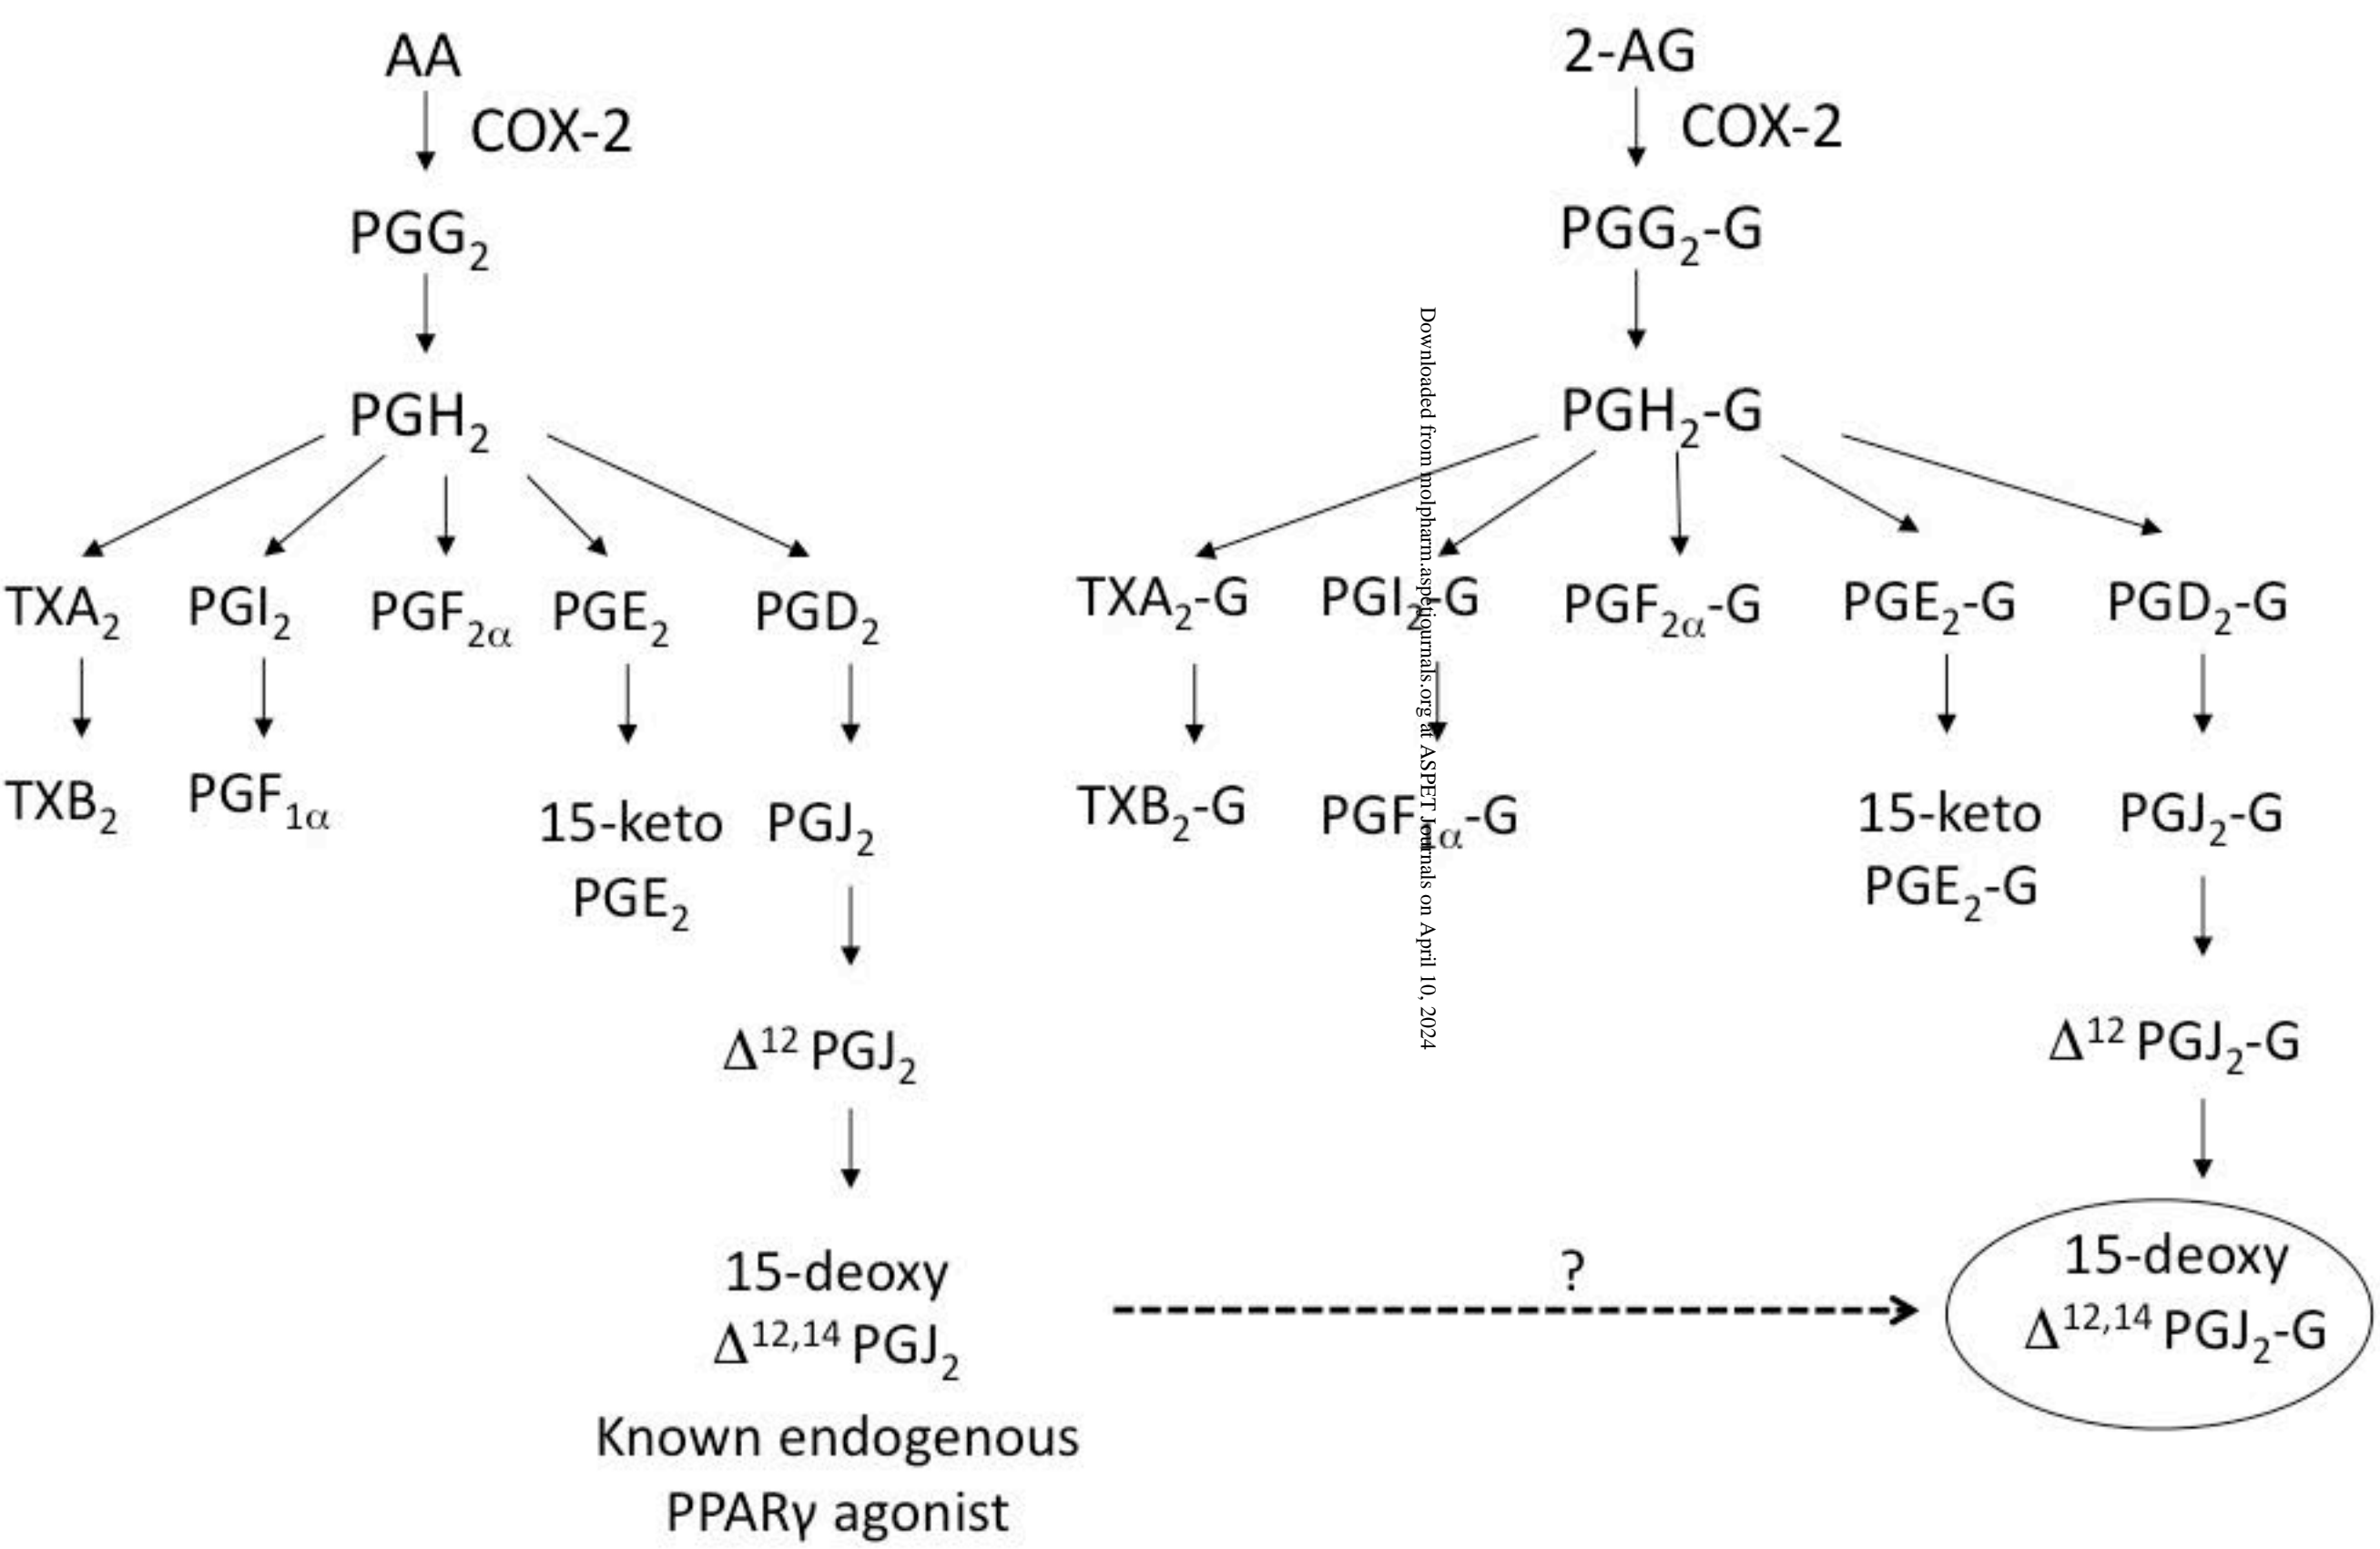 AA
COX-2
PGG₂
PGH₂
TXA₂ PGI₂ PGF₂α PGE₂ PGD₂
TXB₂ PGF₁α 15-keto PGJ₂
PGE₂
Δ¹² PGJ₂
15-deoxy
Δ¹²,¹⁴ PGJ₂
Known endogenous
PPARγ agonist
?
2-AG
COX-2
PGG₂-G
PGH₂-G
TXA₂-G PGI₂-G PGF₂α-G PGE₂-G PGD₂-G
TXB₂-G PGF₁α-G 15-keto PGJ₂-G
PGE₂-G
Δ¹² PGJ₂-G
15-deoxy
Δ¹²,¹⁴ PGJ₂-G
Downloaded from molpharm.aspetjournals.org at ASPET Journals on April 10, 2024